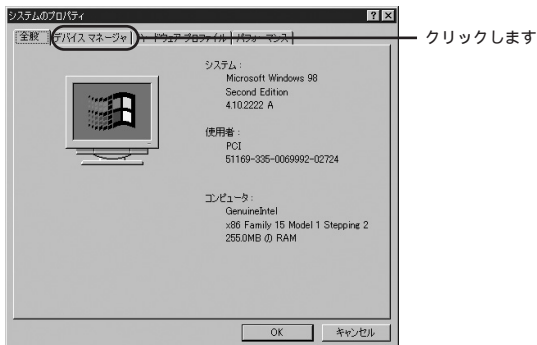 システムのプロパティ
全般 デバイス マネージャ ハードウェア プロファイル パフォーマンス
クリックします
システム:
Microsoft Windows 98
Second Edition
4.10.2222 A
使用者:
PCI
51169-335-0069992-02724
コンピュータ:
GenuineIntel
x86 Family 15 Model 1 Stepping 2
255.0MB の RAM
OK キャンセル